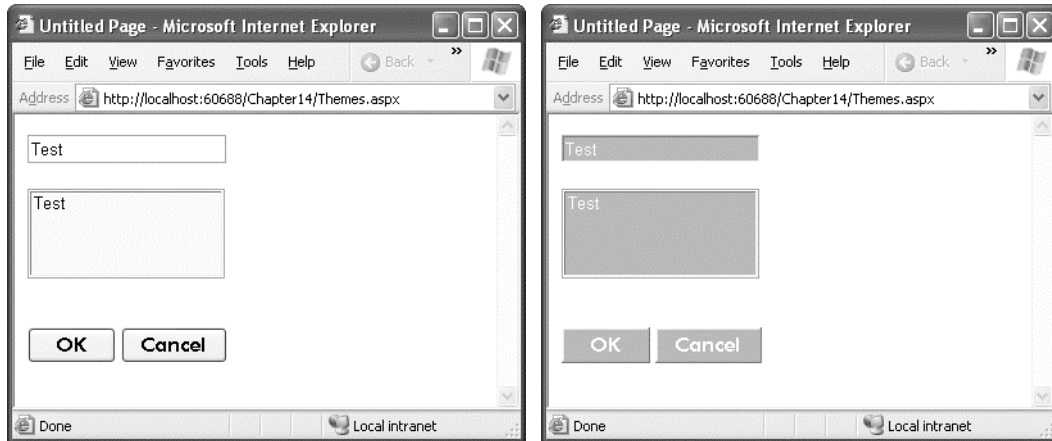 Untitled Page - Microsoft Internet Explorer
File Edit View Favorites Tools Help Back »
Address http://localhost:60688/Chapter14/Themes.aspx
Test
Test
OK Cancel
Done Local intranet
Untitled Page - Microsoft Internet Explorer
File Edit View Favorites Tools Help Back »
Address http://localhost:60688/Chapter14/Themes.aspx
Test
Test
OK Cancel
Done Local intranet